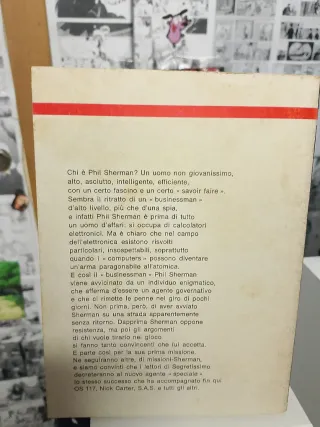 Chi è Phil Sherman? Un uomo non giovanissimo,
alto, asciutto, intelligente, efficiente,
con un certo fascino e un certo « savoir faire ».
Sembra il ritratto di un « businessman »
d'alto livello, più che d'una spia,
e infatti Phil Sherman è prima di tutto
un uomo d'affari: si occupa di calcolatori
elettronici. Ma è chiaro che nel campo
dell'elettronica esistono risvolti
particolari, insospettabili, soprattutto
quando i « computers » possono diventare
un'arma paragonabile all'atomica.
E così il « businessman » Phil Sherman
viene avvicinato da un individuo enigmatico,
che afferma d'essere un agente governativo
e che ci rimette le penne nel giro di pochi
giorni. Non prima, però, di aver avviato
Sherman su una strada apparentemente
senza ritorno. Dapprima Sherman oppone
resistenza, ma poi gli argomenti
di chi vuole tirarlo nel gioco
si fanno tanto convincenti che lui accetta.
E parte così per la sua prima missione.
Ne seguiranno altre, di missioni-Sherman,
e siamo convinti che i lettori di Segretissimo
decreteranno al nuovo agente « speciale »
lo stesso successo che ha accompagnato fin qui
OS 117, Nick Carter, S.A.S. e tutti gli altri.